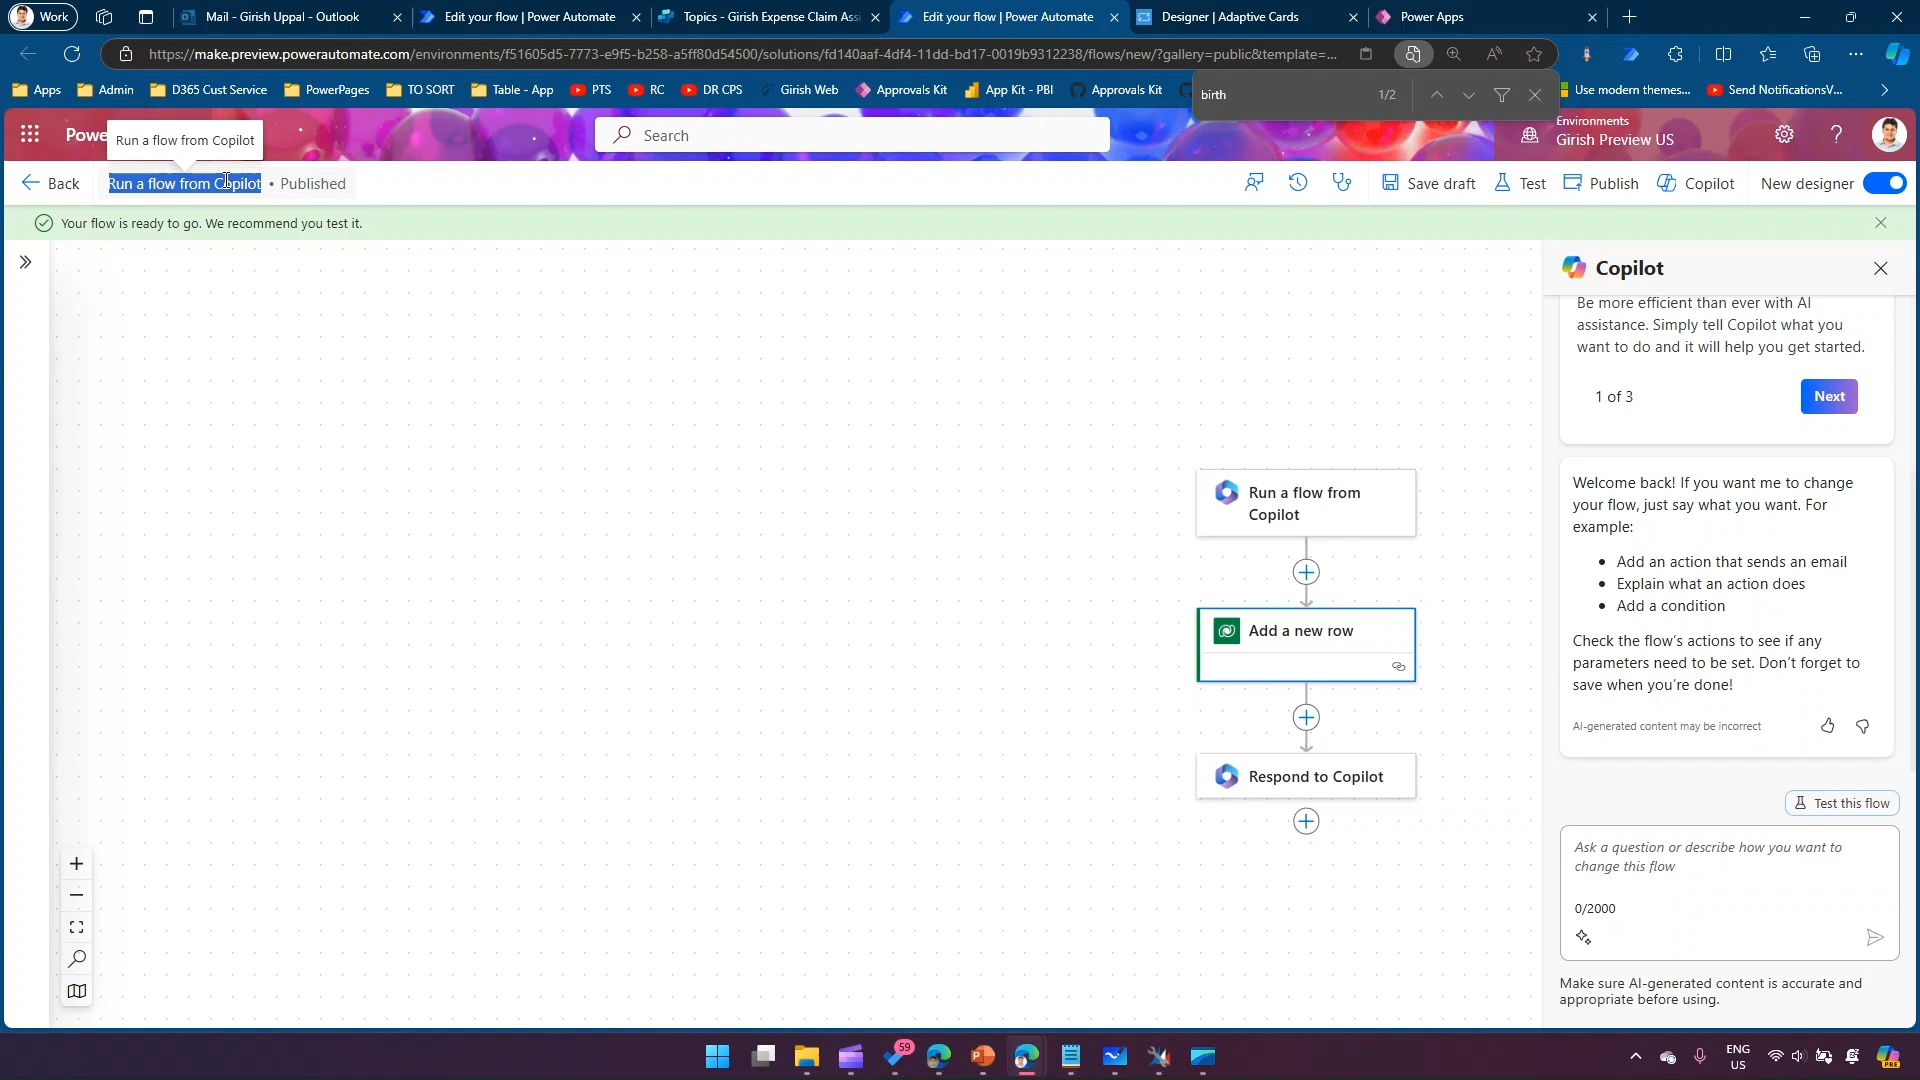 Work
Mail - Girish Uppal - Outlook
Edit your flow | Power Automate
Topics - Girish Expense Claim Assi
Edit your flow | Power Automate
Designer | Adaptive Cards
Power Apps
https://make.preview.powerautomate.com/environments/f51605d5-7773-e9f5-b258-a5ff80d54500/solutions/fd140aaf-4df4-11dd-bd17-0019b9312238/flows/new/?gallery=public&template=...
Apps
Admin
D365 Cust Service
PowerPages
TO SORT
Table - App
PTS
RC
DR CPS
Girish Web
Approvals Kit
App Kit - PBI
Approvals Kit
birth
1/2
Use modern themes...
Send NotificationsV...
Powe
Run a flow from Copilot
Search
Environments
Girish Preview US
Back
Run a flow from Copilot • Published
Save draft
Test
Publish
Copilot
New designer
Your flow is ready to go. We recommend you test it.
Copilot
Be more efficient than ever with AI
assistance. Simply tell Copilot what you
want to do and it will help you get started.
1 of 3
Next
Run a flow from
Copilot
Add a new row
Respond to Copilot
Welcome back! If you want me to change
your flow, just say what you want. For
example:
• Add an action that sends an email
• Explain what an action does
• Add a condition
Check the flow's actions to see if any
parameters need to be set. Don't forget to
save when you're done!
AI-generated content may be incorrect
Test this flow
Ask a question or describe how you want to
change this flow
0/2000
Make sure AI-generated content is accurate and
appropriate before using.
59
ENG
US
PRE